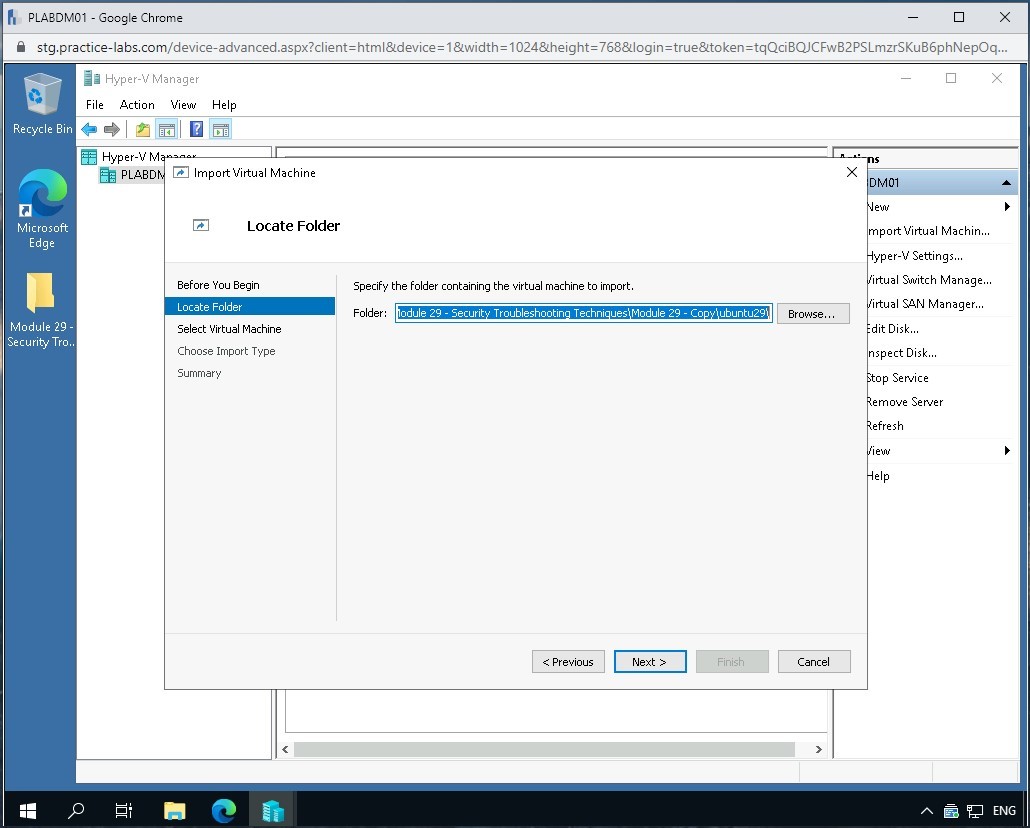 PLABDM01 - Google Chrome
stg.practice-labs.com/device-advanced.aspx?client=html&device=1&width=1024&height=768&login=true&token=tqQciBQJCFwB2PSLmzrSKuB6phNepOq...
Recycle Bin
Microsoft
Edge
Module 29 -
Security Tro..
Hyper-V Manager
File Action View Help
Hyper-V Manager
PLABDM
Import Virtual Machine
Locate Folder
Before You Begin
Locate Folder
Select Virtual Machine
Choose Import Type
Summary
Specify the folder containing the virtual machine to import.
Folder: Module 29 - Security Troubleshooting Techniques\Module 29 - Copy\ubuntu29\
Browse...
< Previous Next > Finish Cancel
Actions
DM01
New
Import Virtual Machin...
Hyper-V Settings...
Virtual Switch Manage...
Virtual SAN Manager...
Edit Disk...
Inspect Disk...
Stop Service
Remove Server
Refresh
View
Help
ENG